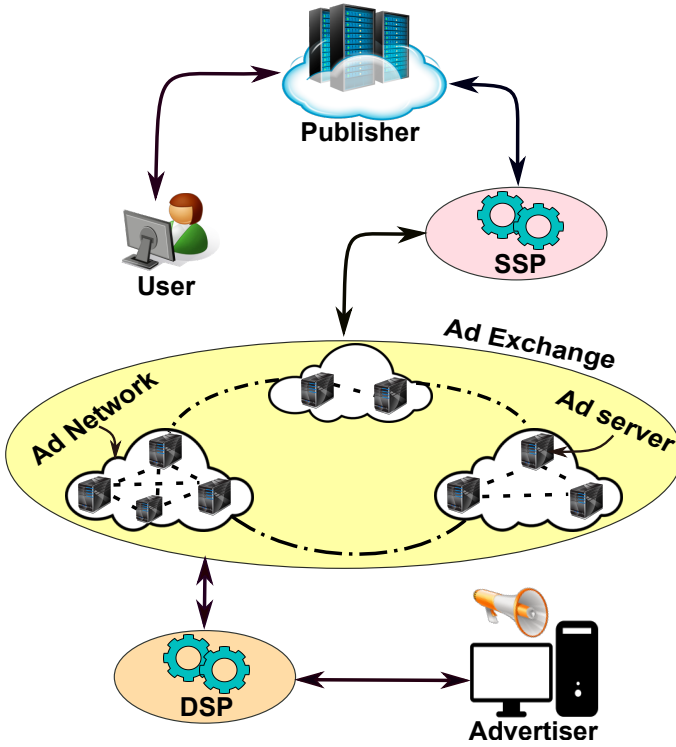 Publisher
User
SSP
Ad Exchange
Ad Network
Ad server
DSP
Advertiser